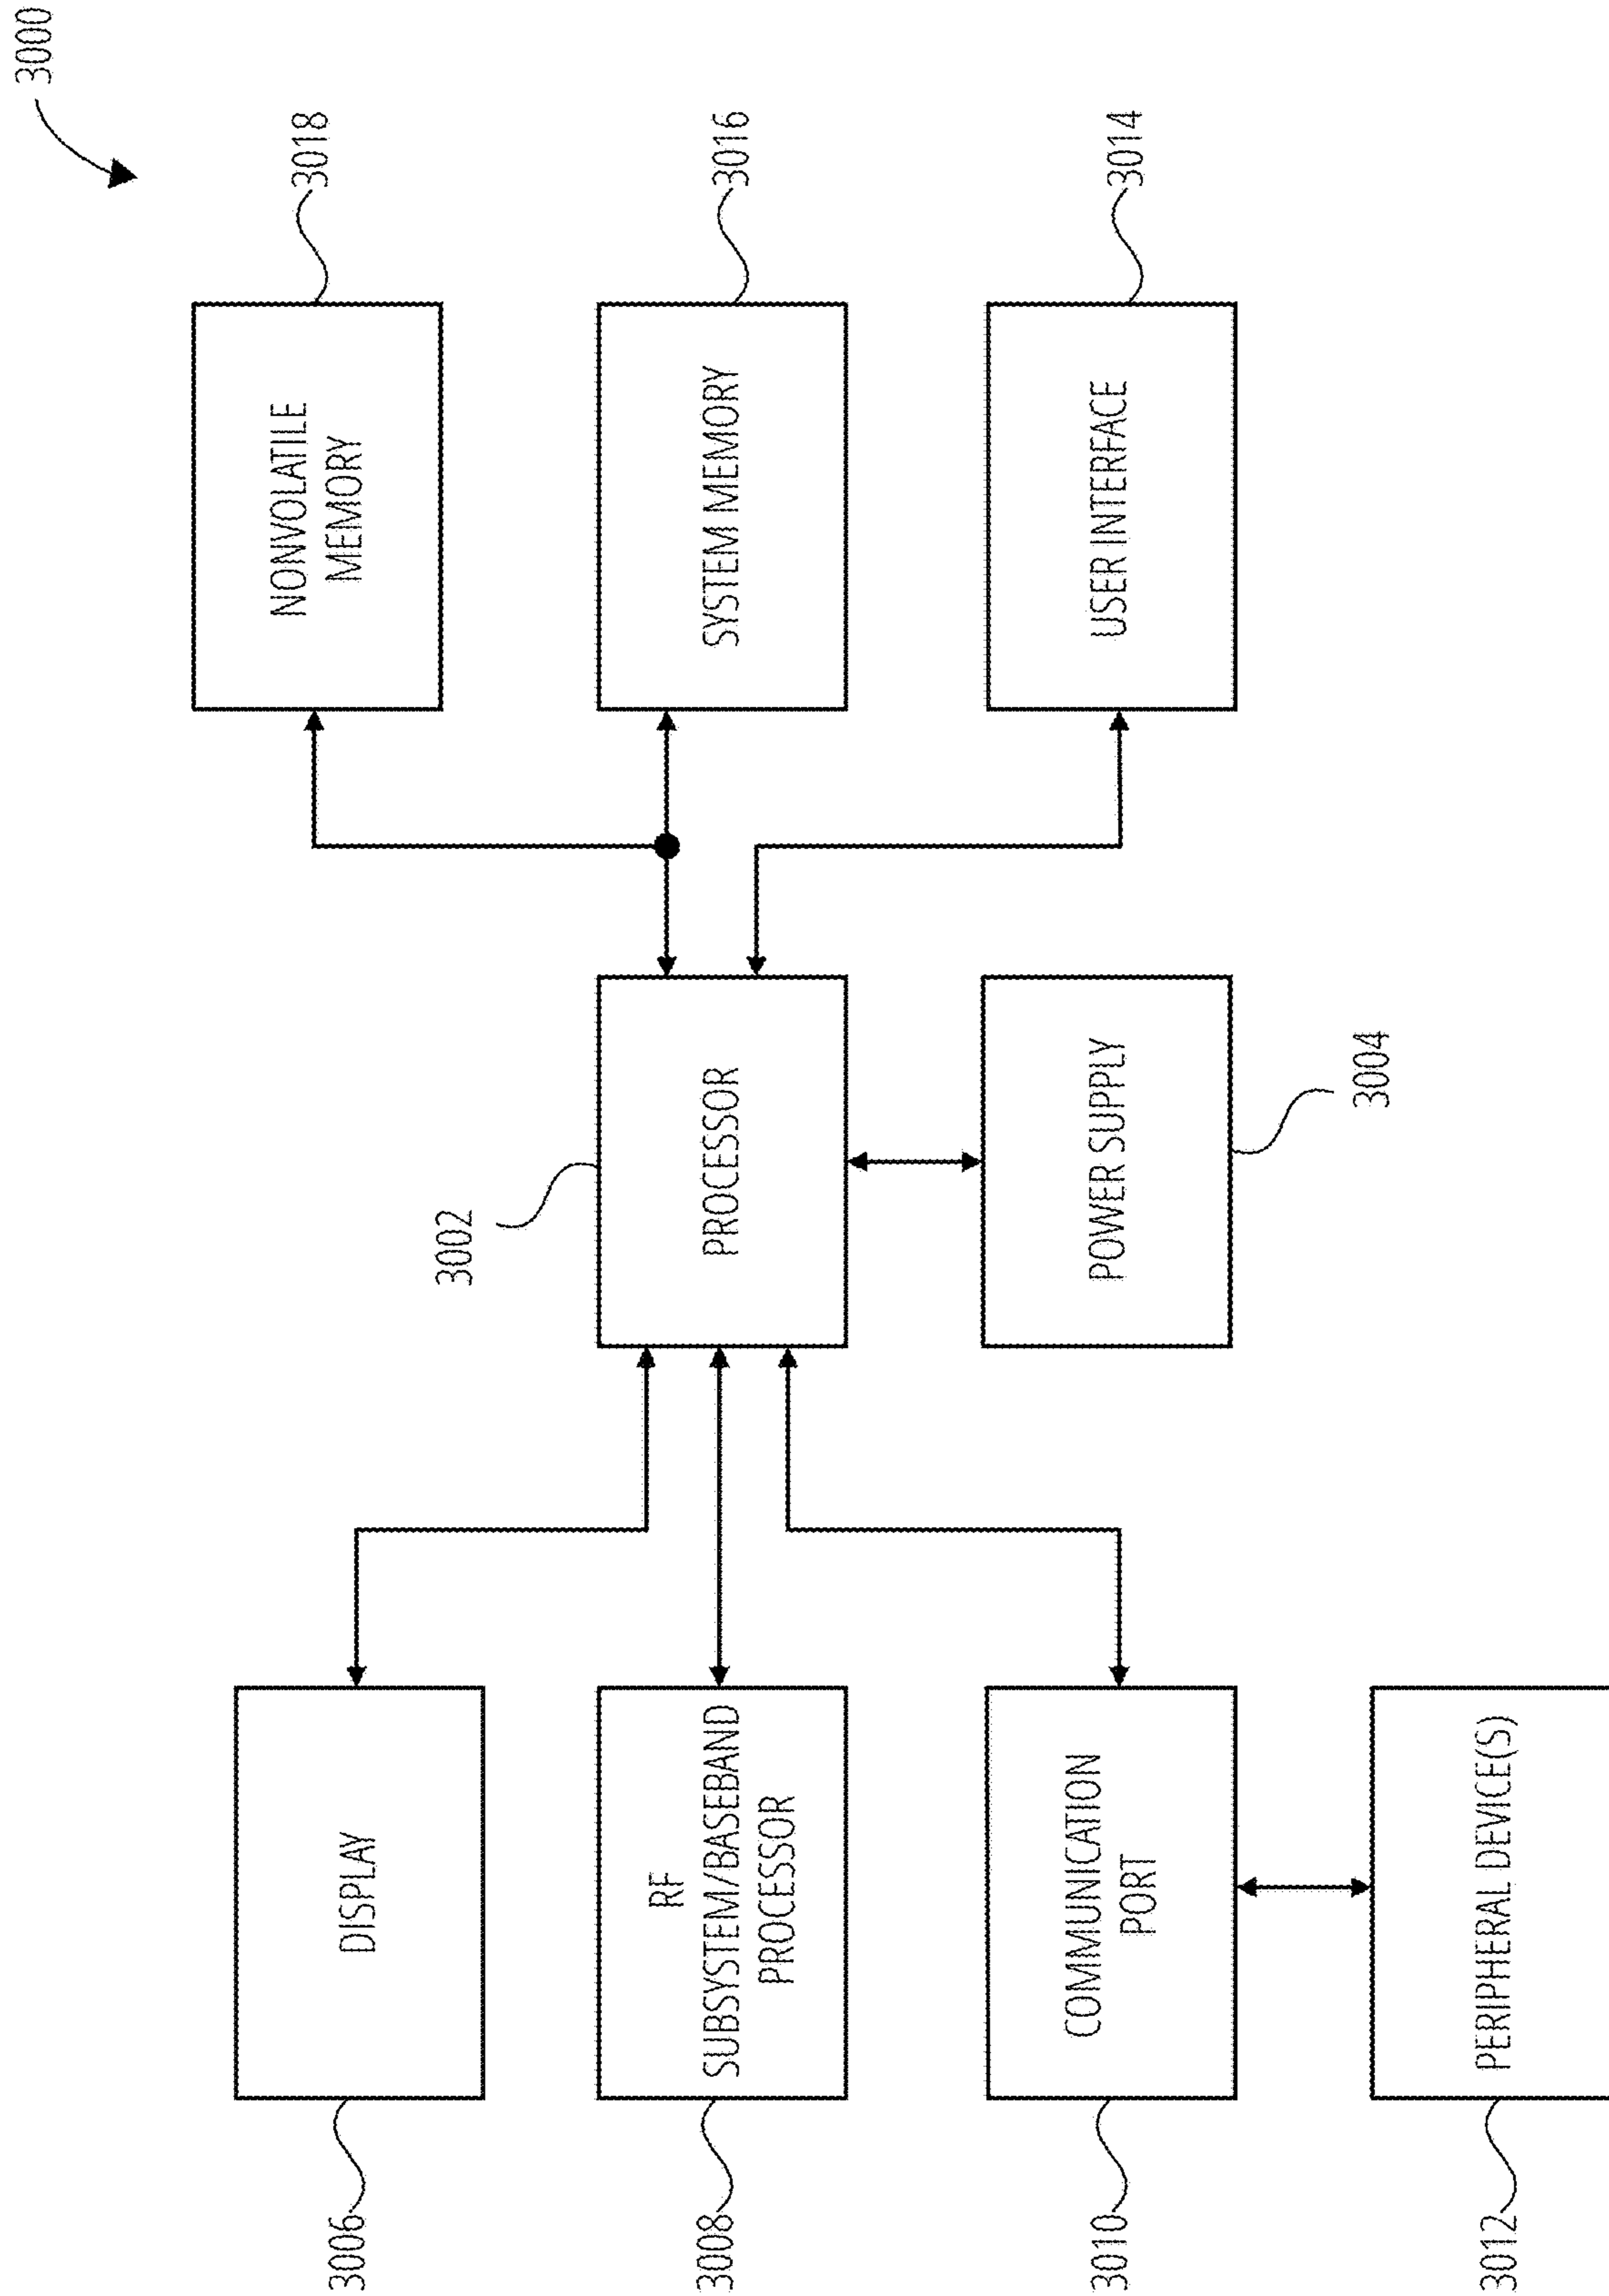 3000
3006
DISPLAY
3008
RF
SUBSYSTEM/BASEBAND
PROCESSOR
3010
COMMUNICATION
PORT
3012
PERIPHERAL DEVICE(S)
3002
PROCESSOR
POWER SUPPLY
3004
NONVOLATILE
MEMORY
3018
SYSTEM MEMORY
3016
USER INTERFACE
3014